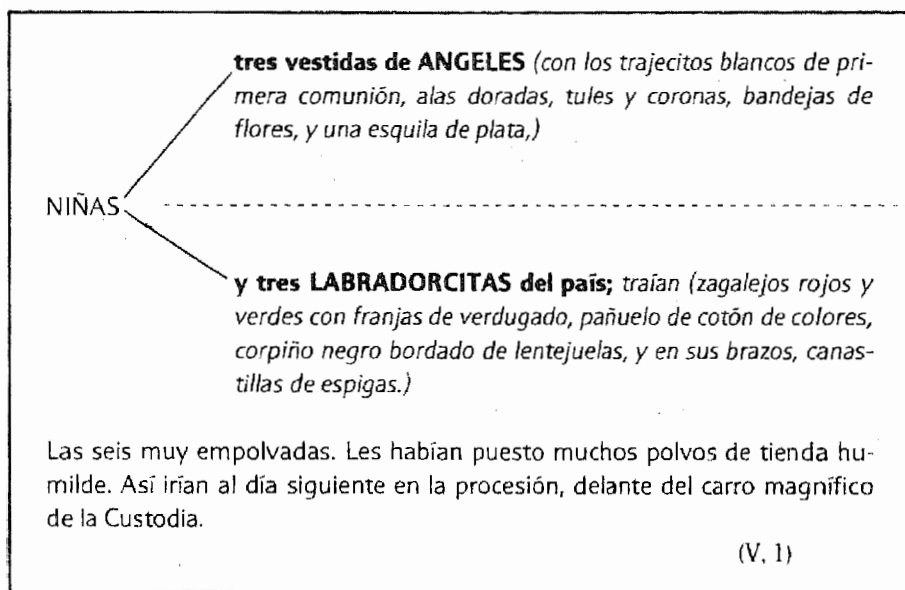 tres vestidas de ANGELES (con los trajecitos blancos de pri-
mera comunión, alas doradas, tules y coronas, bandejas de
flores, y una esquila de plata,)
NIÑAS
y tres LABRADORCITAS del país; traían (zagalejos rojos y
verdes con franjas de verdugado, pañuelo de cotón de colores,
corpiño negro bordado de lentejuelas, y en sus brazos, canas-
tillas de espigas.)
Las seis muy empolvadas. Les habían puesto muchos polvos de tienda hu-
milde. Así irían al día siguiente en la procesión, delante del carro magnífico
de la Custodia.
(V, 1)